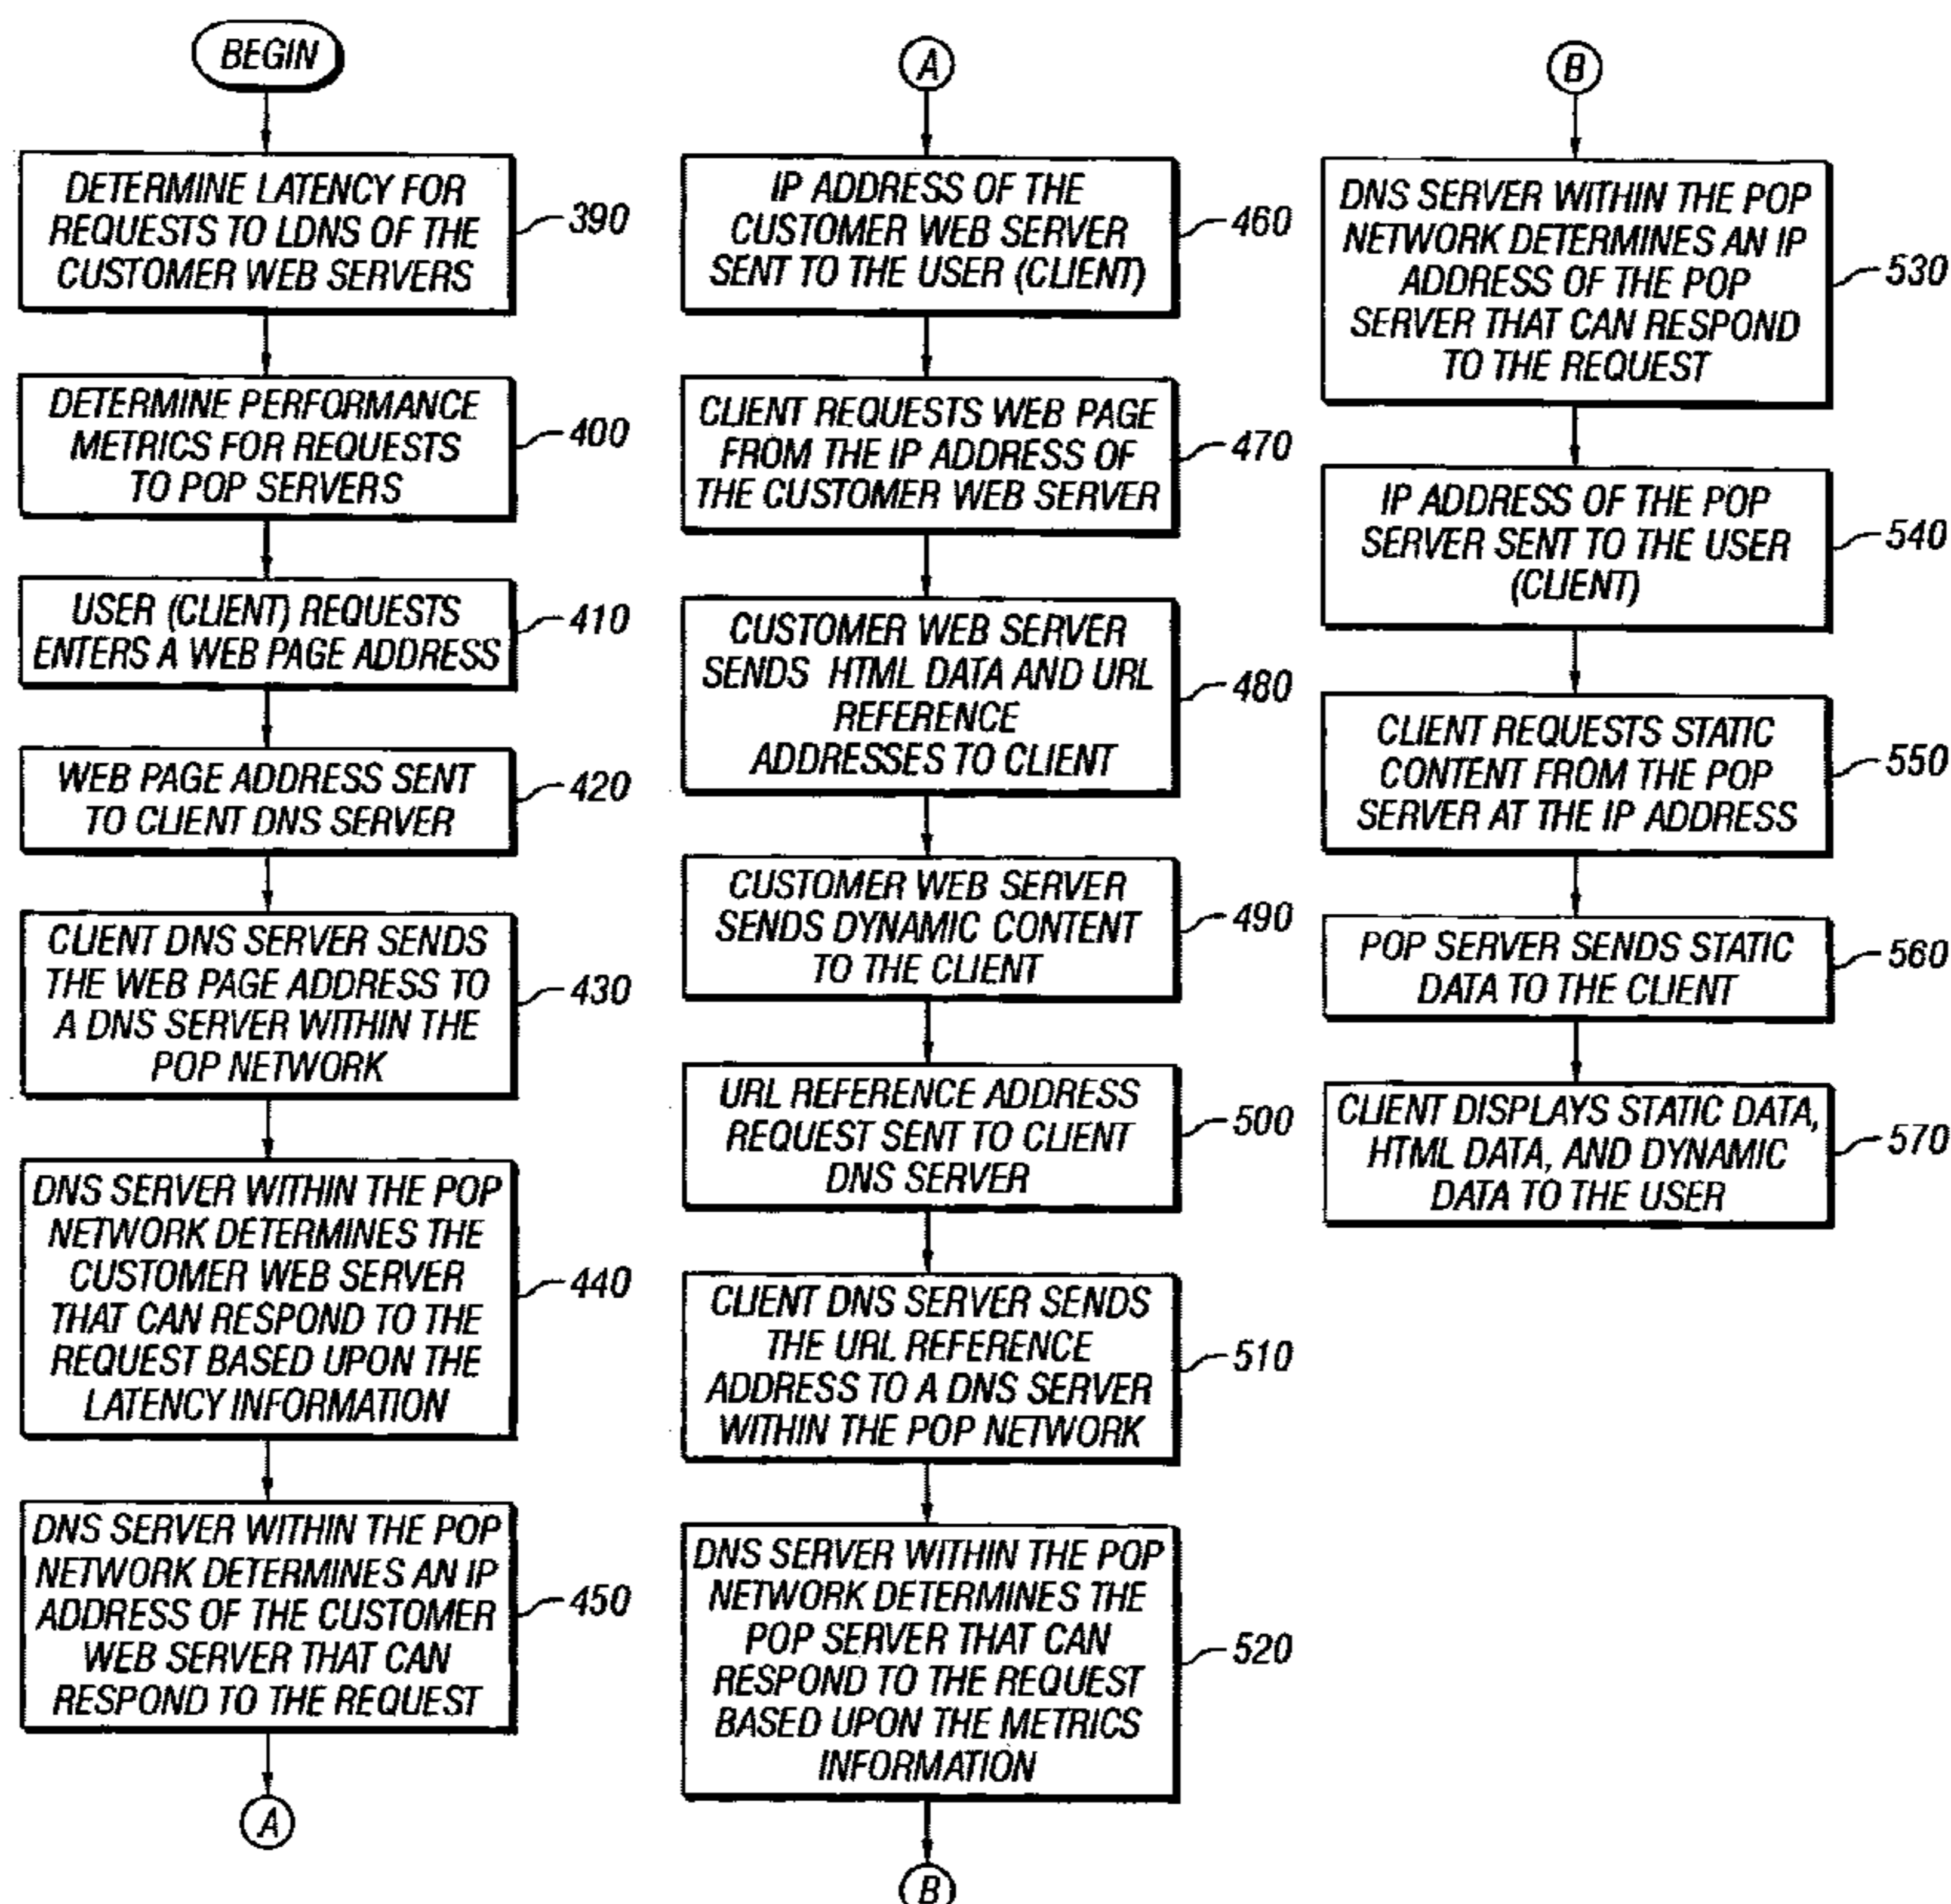 BEGIN
DETERMINE LATENCY FOR
REQUESTS TO LDNS OF THE
CUSTOMER WEB SERVERS
390
DETERMINE PERFORMANCE
METRICS FOR REQUESTS
TO POP SERVERS
400
USER (CLIENT) REQUESTS
ENTERS A WEB PAGE ADDRESS
410
WEB PAGE ADDRESS SENT
TO CLIENT DNS SERVER
420
CLIENT DNS SERVER SENDS
THE WEB PAGE ADDRESS TO
A DNS SERVER WITHIN THE
POP NETWORK
430
DNS SERVER WITHIN THE POP
NETWORK DETERMINES THE
CUSTOMER WEB SERVER
THAT CAN RESPOND TO THE
REQUEST BASED UPON THE
LATENCY INFORMATION
440
DNS SERVER WITHIN THE POP
NETWORK DETERMINES AN IP
ADDRESS OF THE CUSTOMER
WEB SERVER THAT CAN
RESPOND TO THE REQUEST
450
A
A
IP ADDRESS OF THE
CUSTOMER WEB SERVER
SENT TO THE USER (CLIENT)
460
CLIENT REQUESTS WEB PAGE
FROM THE IP ADDRESS OF
THE CUSTOMER WEB SERVER
470
CUSTOMER WEB SERVER
SENDS HTML DATA AND URL
REFERENCE
ADDRESSES TO CLIENT
480
CUSTOMER WEB SERVER
SENDS DYNAMIC CONTENT
TO THE CLIENT
490
URL REFERENCE ADDRESS
REQUEST SENT TO CLIENT
DNS SERVER
500
CLIENT DNS SERVER SENDS
THE URL REFERENCE
ADDRESS TO A DNS SERVER
WITHIN THE POP NETWORK
510
DNS SERVER WITHIN THE POP
NETWORK DETERMINES THE
POP SERVER THAT CAN
RESPOND TO THE REQUEST
BASED UPON THE METRICS
INFORMATION
520
B
B
DNS SERVER WITHIN THE POP
NETWORK DETERMINES AN IP
ADDRESS OF THE POP
SERVER THAT CAN RESPOND
TO THE REQUEST
530
IP ADDRESS OF THE POP
SERVER SENT TO THE USER
(CLIENT)
540
CLIENT REQUESTS STATIC
CONTENT FROM THE POP
SERVER AT THE IP ADDRESS
550
POP SERVER SENDS STATIC
DATA TO THE CLIENT
560
CLIENT DISPLAYS STATIC DATA,
HTML DATA, AND DYNAMIC
DATA TO THE USER
570